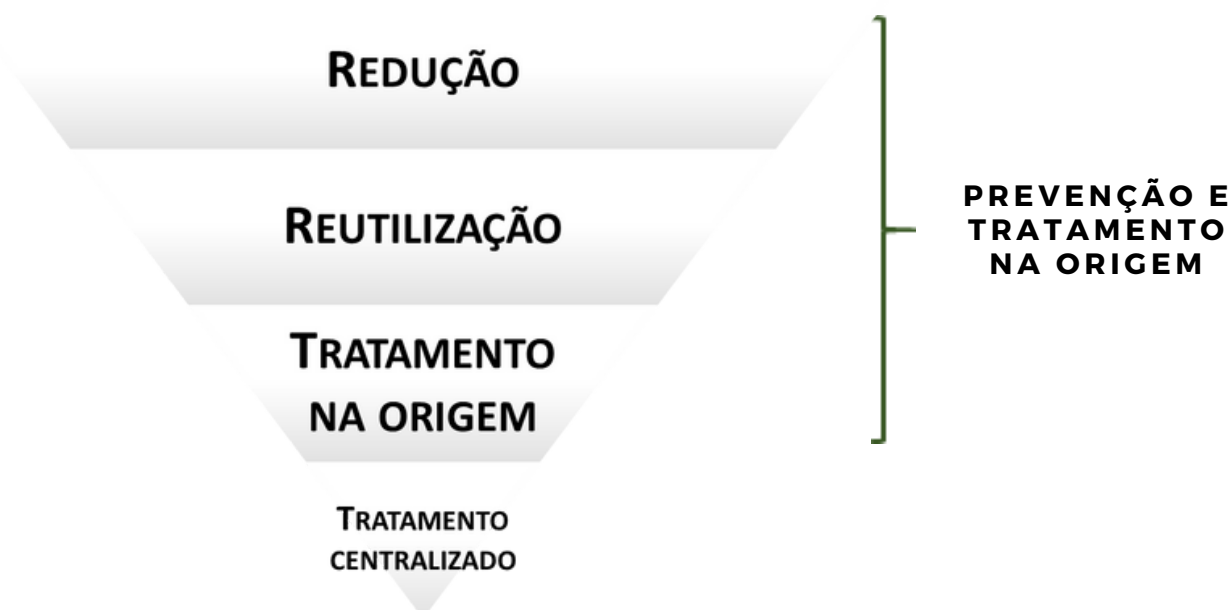 REDUÇÃO
REUTILIZAÇÃO
PREVENÇÃO E
TRATAMENTO
NA ORIGEM
TRATAMENTO
NA ORIGEM
TRATAMENTO
CENTRALIZADO